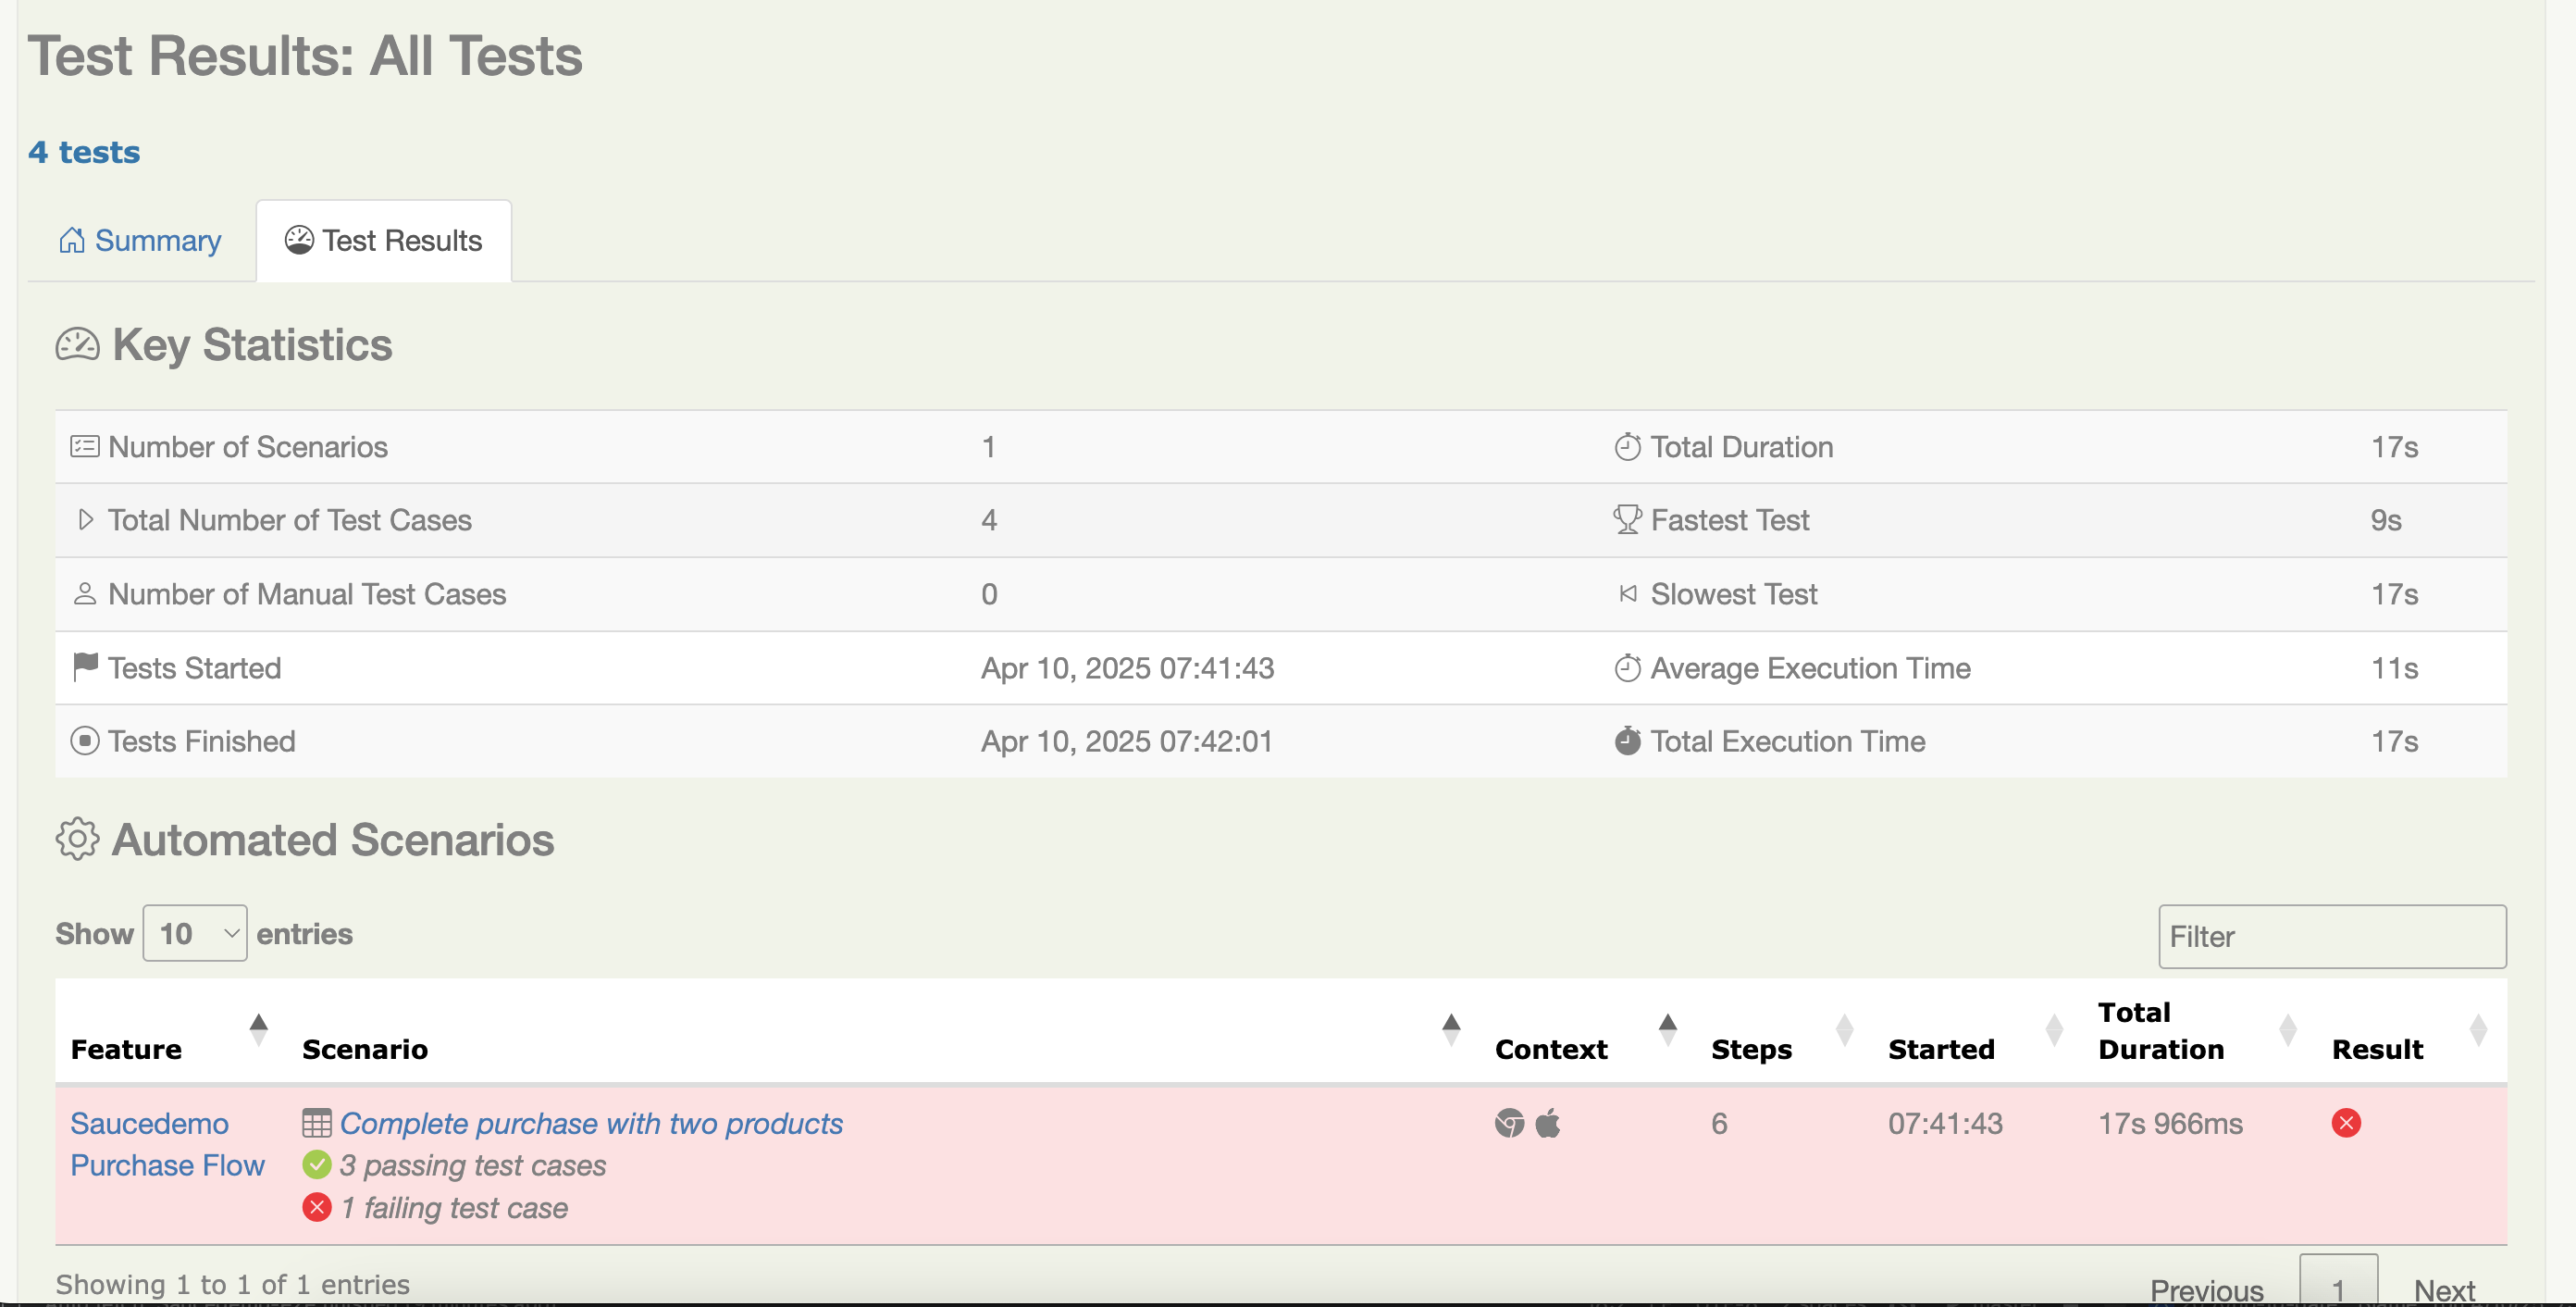 Test Results: All Tests
4 tests
Summary
Test Results
Key Statistics
Number of Scenarios 1 Total Duration 17s
Total Number of Test Cases 4 Fastest Test 9s
Number of Manual Test Cases 0 Slowest Test 17s
Tests Started Apr 10, 2025 07:41:43 Average Execution Time 11s
Tests Finished Apr 10, 2025 07:42:01 Total Execution Time 17s
Automated Scenarios
Show 10 entries Filter
Feature Scenario Context Steps Started Total Duration Result
Saucedemo Complete purchase with two products 6 07:41:43 17s 966ms
Purchase Flow 3 passing test cases
1 failing test case
Showing 1 to 1 of 1 entries Previous 1 Next